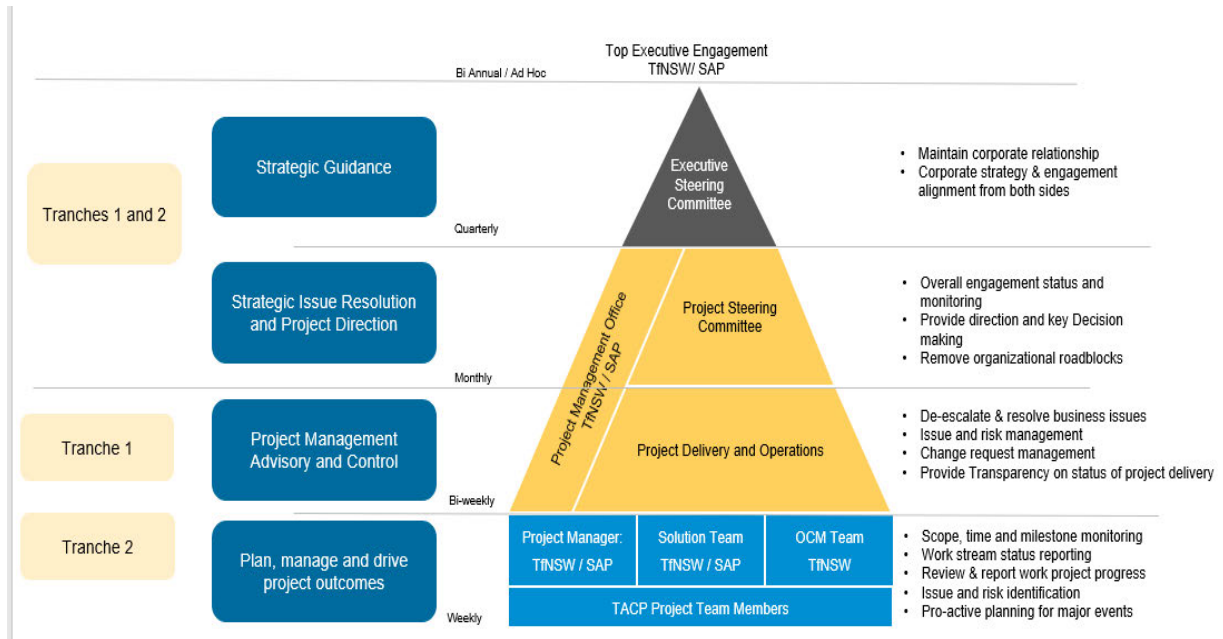 Top Executive Engagement
TfNSW/ SAP
Bi Annual / Ad Hoc
Tranches 1 and 2
Strategic Guidance
Executive
Steering
Committee
• Maintain corporate relationship
• Corporate strategy & engagement
alignment from both sides
Quarterly
Strategic Issue Resolution
and Project Direction
Project Management Office
TfNSW / SAP
Project Steering
Committee
• Overall engagement status and
monitoring
• Provide direction and key Decision
making
• Remove organizational roadblocks
Monthly
Tranche 1
Project Management
Advisory and Control
Project Delivery and Operations
• De-escalate & resolve business issues
• Issue and risk management
• Change request management
• Provide Transparency on status of project delivery
Bi-weekly
Tranche 2
Plan, manage and drive
project outcomes
Project Manager:
TfNSW / SAP
Solution Team
TfNSW / SAP
OCM Team
TfNSW
TACP Project Team Members
• Scope, time and milestone monitoring
• Work stream status reporting
• Review & report work project progress
• Issue and risk identification
• Pro-active planning for major events
Weekly